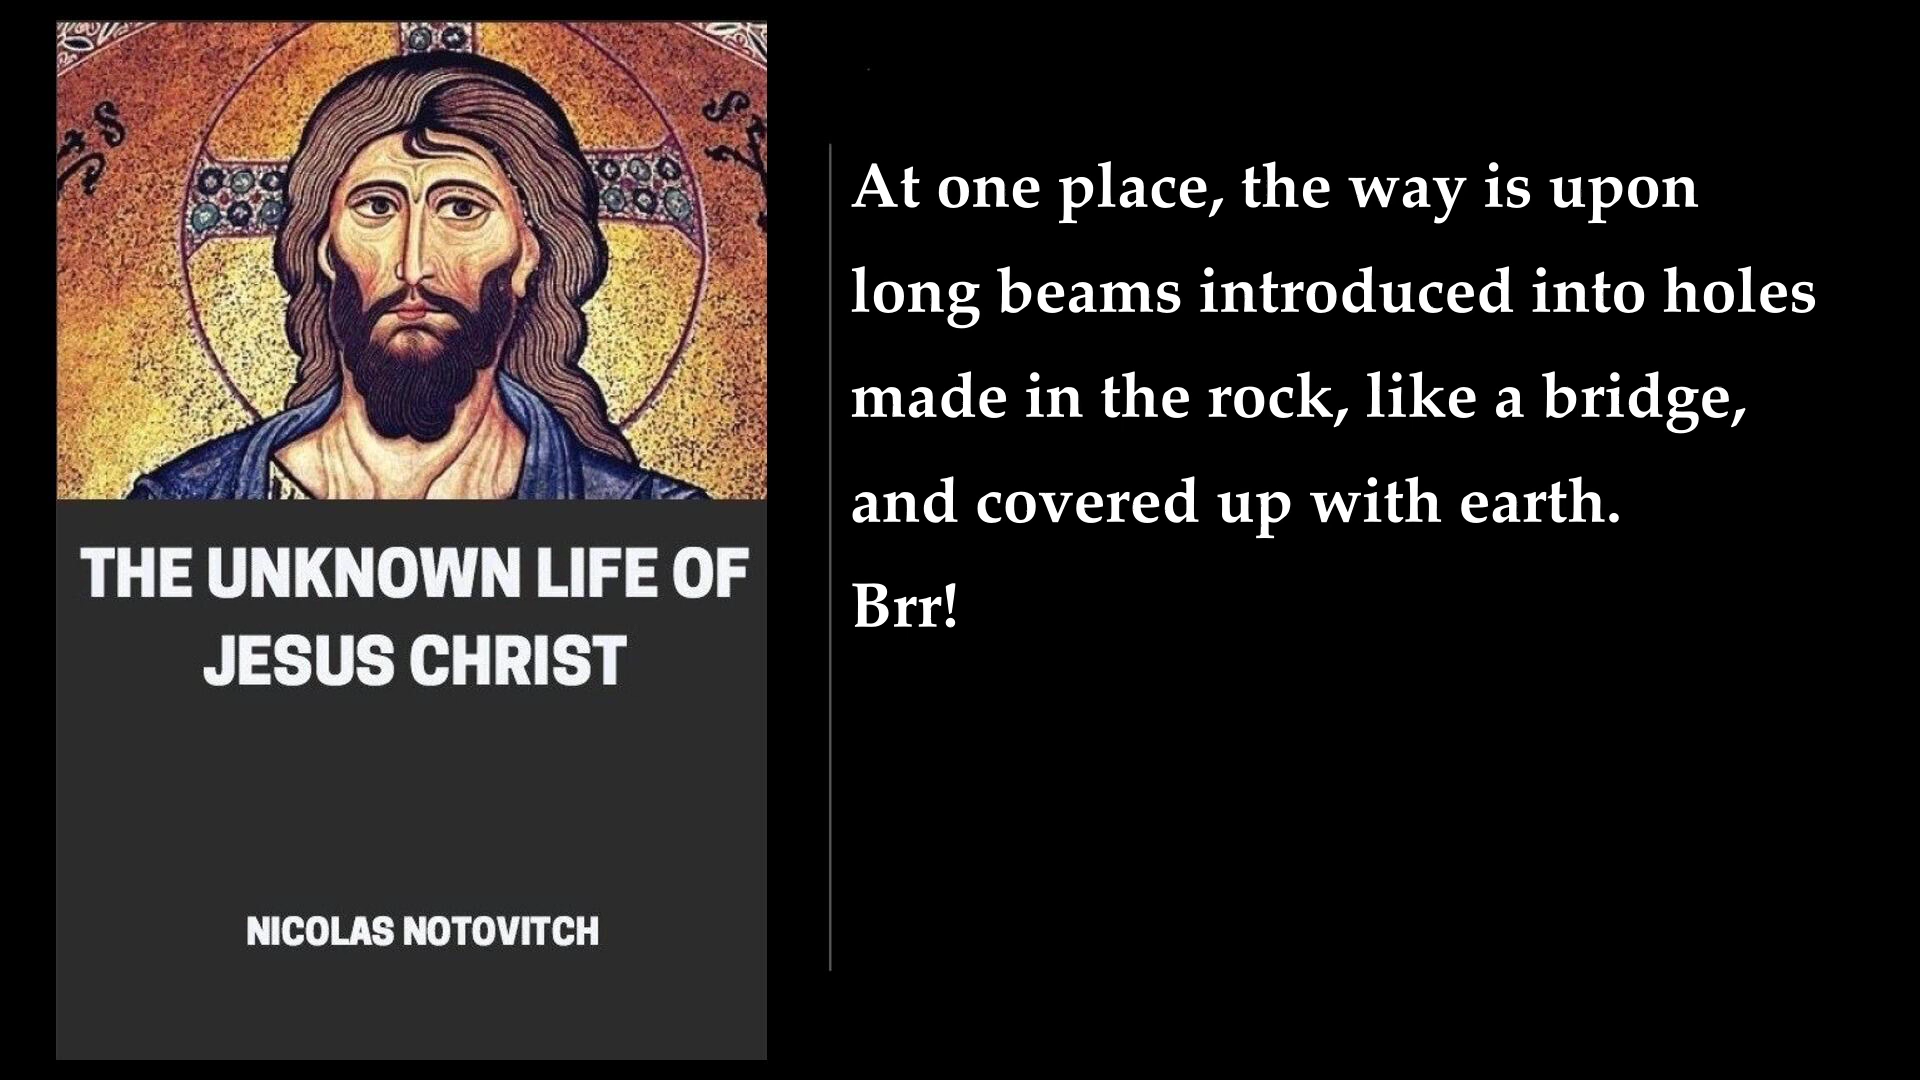 THE UNKNOWN LIFE OF
JESUS CHRIST
NICOLAS NOTOVITCH
At one place, the way is upon
long beams introduced into holes
made in the rock, like a bridge,
and covered up with earth.
Brr!